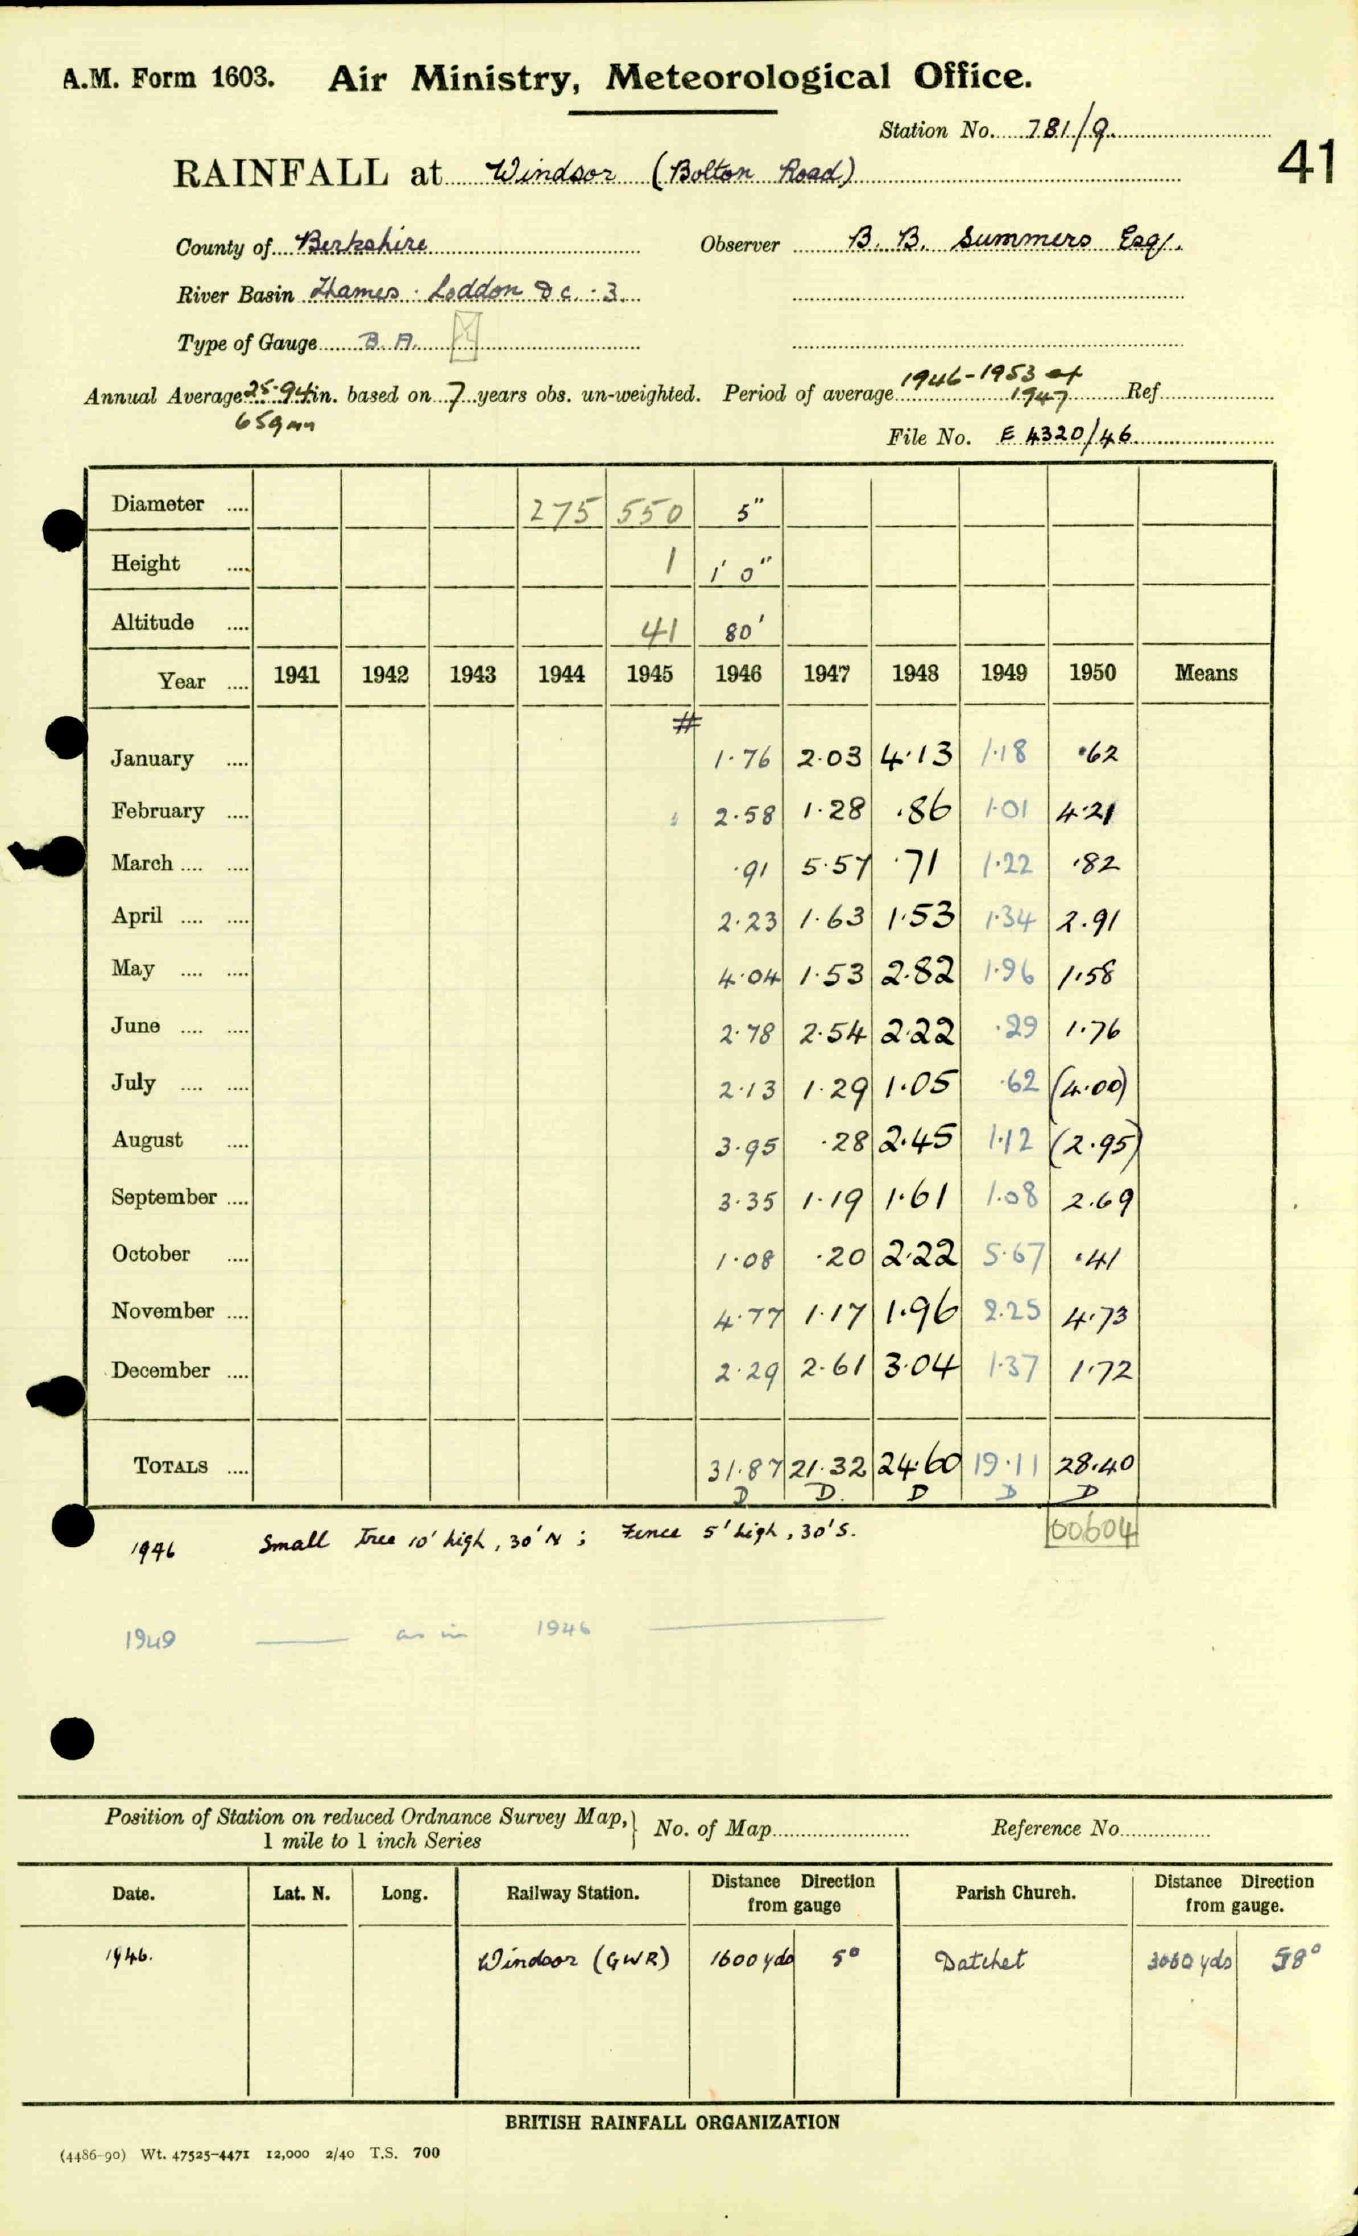 A.M. Form 1603. Air Ministry, Meteorological Office.
Station No. 781/9.
41
RAINFALL at Windsor (Bolton Road)
County of Berkshire Observer B. B. Summers Esq.
River Basin Thames. Loddon &c. 3.
Type of Gauge B. A.
Annual Average 25.94 in. based on 7 years obs. un-weighted. Period of average 1946-1953 ex 1947 Ref
659 mm
File No. E 4320/46
Diameter .... 275 550 5"
Height .... 1 1' 0"
Altitude .... 41 80'
Year .... 1941 1942 1943 1944 1945 1946 1947 1948 1949 1950 Means
#
January .... 1.76 2.03 4.13 1.18 .62
February .... 2.58 1.28 .86 1.01 4.21
March .... .... .91 5.57 .71 1.22 .82
April .... .... 2.23 1.63 1.53 1.34 2.91
May .... .... 4.04 1.53 2.82 1.96 1.58
June .... .... 2.78 2.54 2.22 .29 1.76
July .... .... 2.13 1.29 1.05 .62 (4.00)
August .... 3.95 .28 2.45 1.12 (2.95)
September .... 3.35 1.19 1.61 1.08 2.69
October .... 1.08 .20 2.22 5.67 .41
November .... 4.77 1.17 1.96 2.25 4.73
December .... 2.29 2.61 3.04 1.37 1.72
TOTALS .... 31.87 21.32 24.60 19.11 28.40
D D. D D D
1946 Small tree 10' high, 30' N; Fence 5' high, 30' S. 00604
1949 as in 1946
Position of Station on reduced Ordnance Survey Map, 1 mile to 1 inch Series } No. of Map Reference No.
Date. Lat. N. Long. Railway Station. Distance Direction from gauge Parish Church. Distance Direction from gauge.
1946. Windsor (GWR) 1600 yds 5° Datchet 3080 yds 58°
BRITISH RAINFALL ORGANIZATION
(4486-90) Wt. 47525-4471 12,000 2/40 T.S. 700